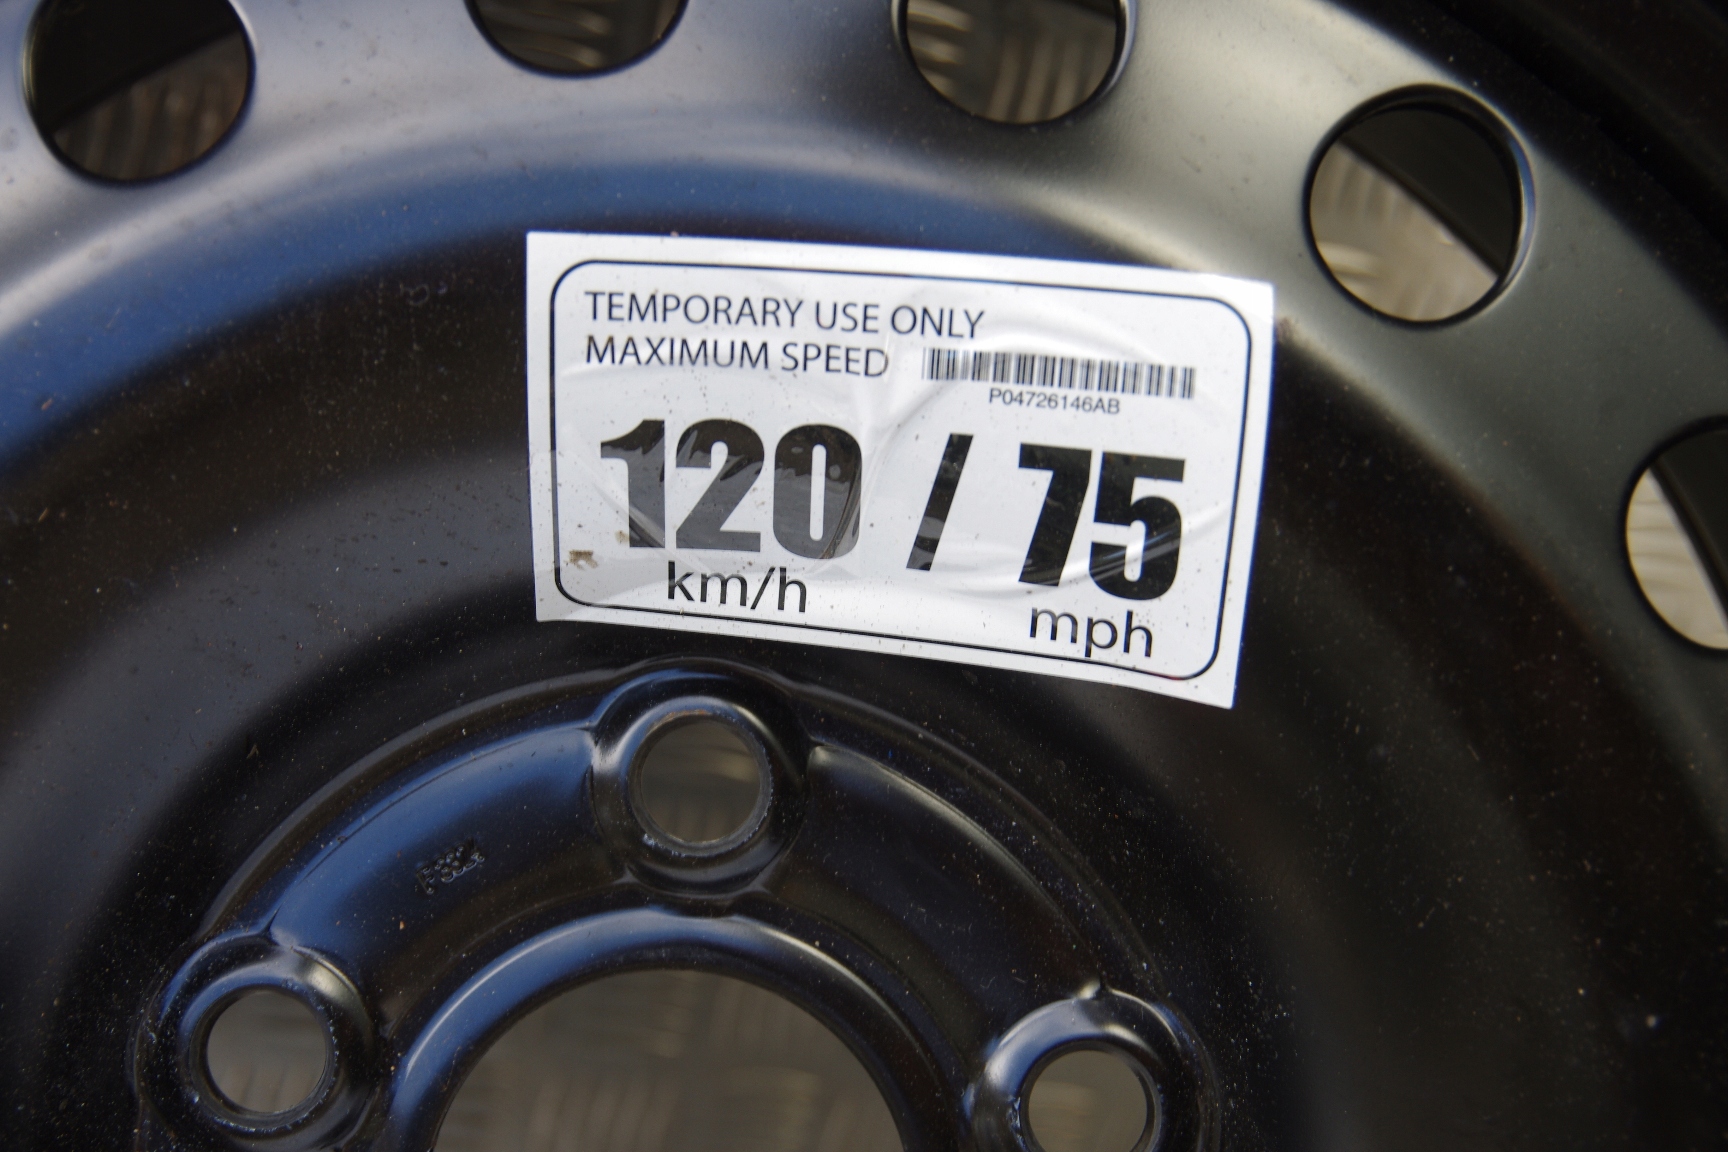 TEMPORARY USE ONLY
MAXIMUM SPEED
P04726146AB
120 / 75
km/h
mph